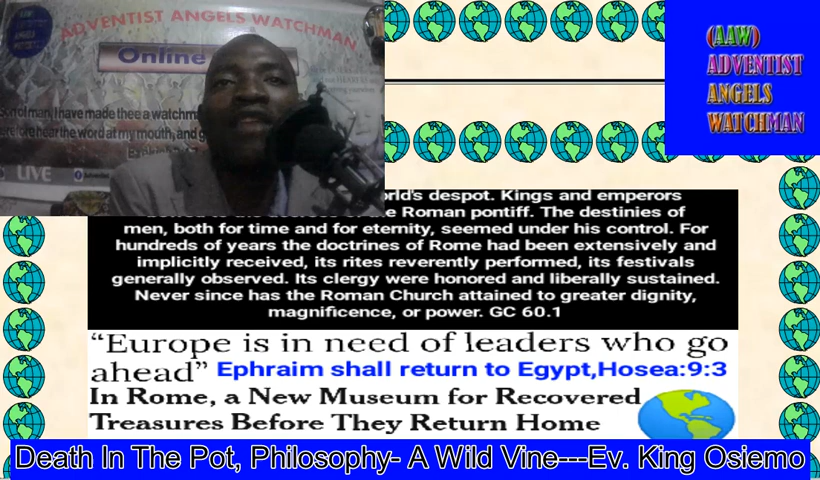 ADVENTIST ANGELS WATCHMAN
Online
Son of man, I have made thee a watchm
therefore hear the word at my mouth, and g
LIVE
(AAW)
ADVENTIST
ANGELS
WATCHMAN
orld's despot. Kings and emperors
e Roman pontiff. The destinies of
men, both for time and for eternity, seemed under his control. For
hundreds of years the doctrines of Rome had been extensively and
implicitly received, its rites reverently performed, its festivals
generally observed. Its clergy were honored and liberally sustained.
Never since has the Roman Church attained to greater dignity,
magnificence, or power. GC 60.1
“Europe is in need of leaders who go
ahead” Ephraim shall return to Egypt,Hosea:9:3
In Rome, a New Museum for Recovered
Treasures Before They Return Home
Death In The Pot, Philosophy- A Wild Vine---Ev. King Osiemo